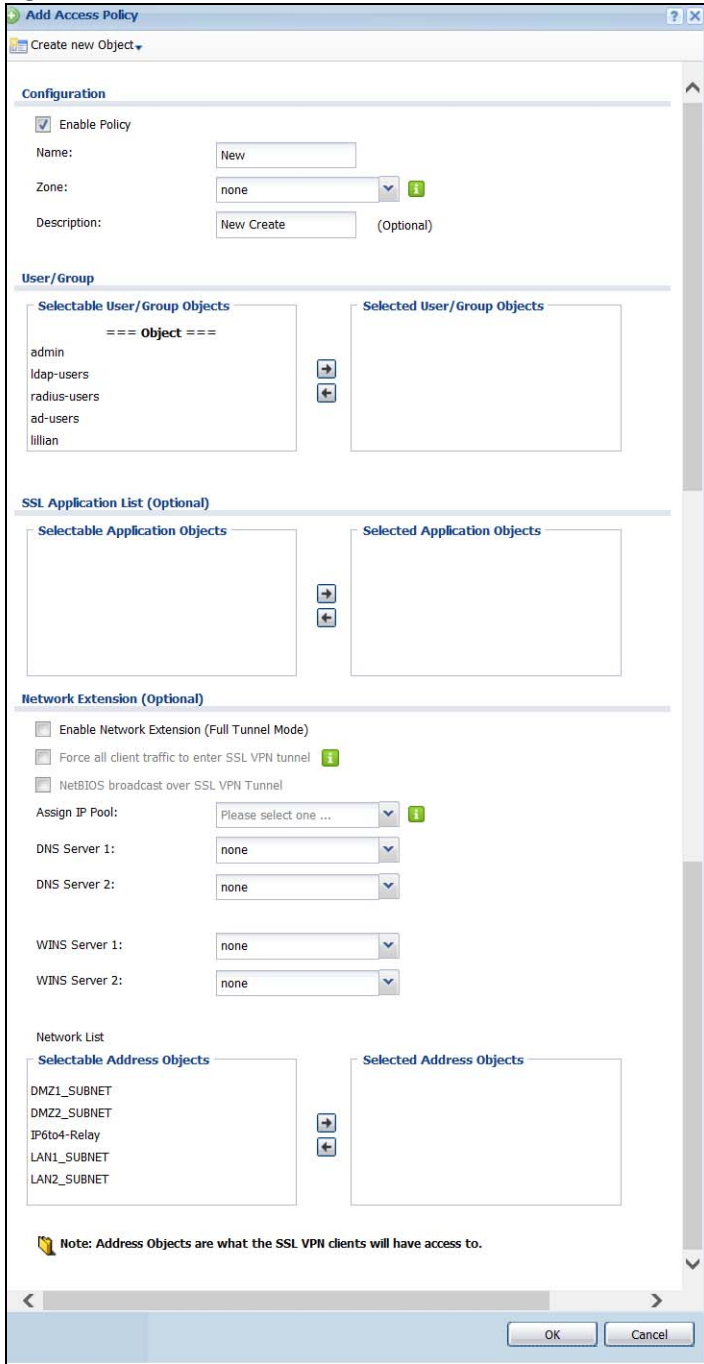 Add Access Policy
Create new Object
Configuration
Enable Policy
Name: New
Zone: none
Description: New Create (Optional)
User/Group
Selectable User/Group Objects
=== Object ===
admin
ldap-users
radius-users
ad-users
lillian
Selected User/Group Objects
SSL Application List (Optional)
Selectable Application Objects
Selected Application Objects
Network Extension (Optional)
Enable Network Extension (Full Tunnel Mode)
Force all client traffic to enter SSL VPN tunnel
NetBIOS broadcast over SSL VPN Tunnel
Assign IP Pool: Please select one ...
DNS Server 1: none
DNS Server 2: none
WINS Server 1: none
WINS Server 2: none
Network List
Selectable Address Objects
DMZ1_SUBNET
DMZ2_SUBNET
IP6to4-Relay
LAN1_SUBNET
LAN2_SUBNET
Selected Address Objects
Note: Address Objects are what the SSL VPN clients will have access to.
OK Cancel